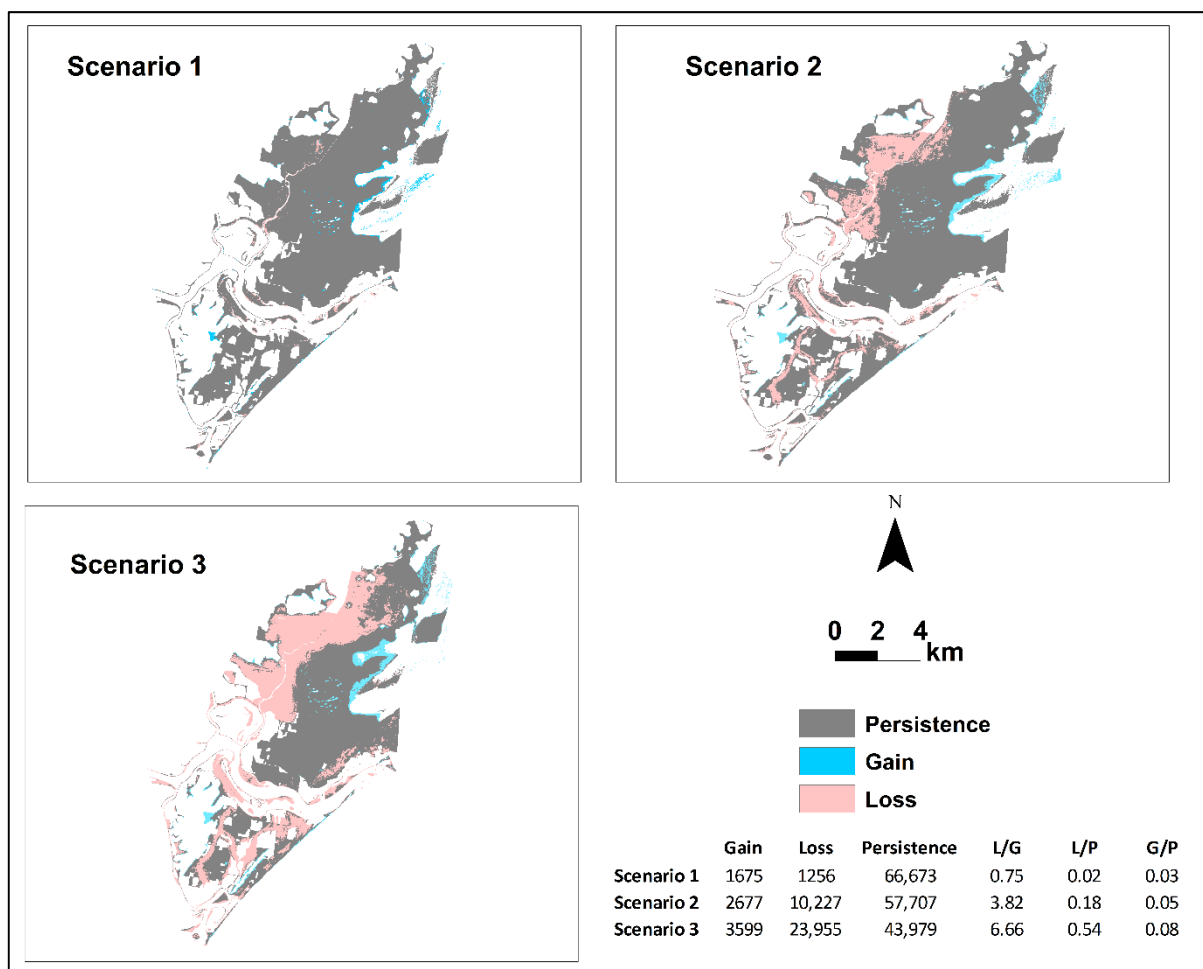 Scenario 1
Scenario 2
Scenario 3
N
0 2 4
km
Persistence
Gain
Loss
Gain Loss Persistence L/G L/P G/P
Scenario 1 1675 1256 66,673 0.75 0.02 0.03
Scenario 2 2677 10,227 57,707 3.82 0.18 0.05
Scenario 3 3599 23,955 43,979 6.66 0.54 0.08